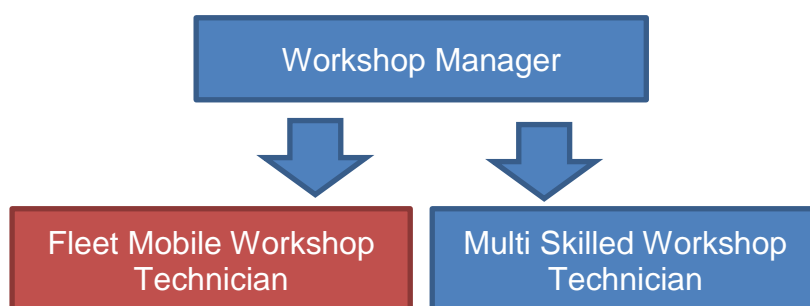 Workshop Manager
Fleet Mobile Workshop
Technician
Multi Skilled Workshop
Technician